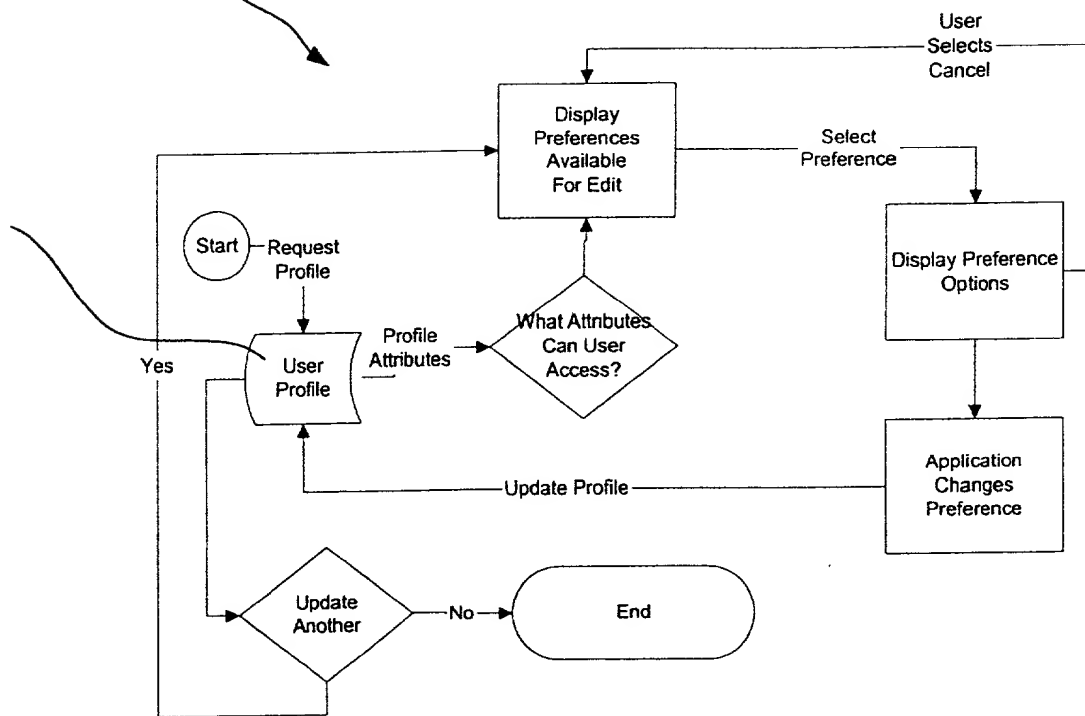 User
Selects
Cancel
Display
Preferences
Available
For Edit
Select
Preference
Start
Request
Profile
Display Preference
Options
What Attributes
Can User
Access?
Profile
Attributes
User
Profile
Yes
Application
Changes
Preference
Update Profile
Update
Another
No
End